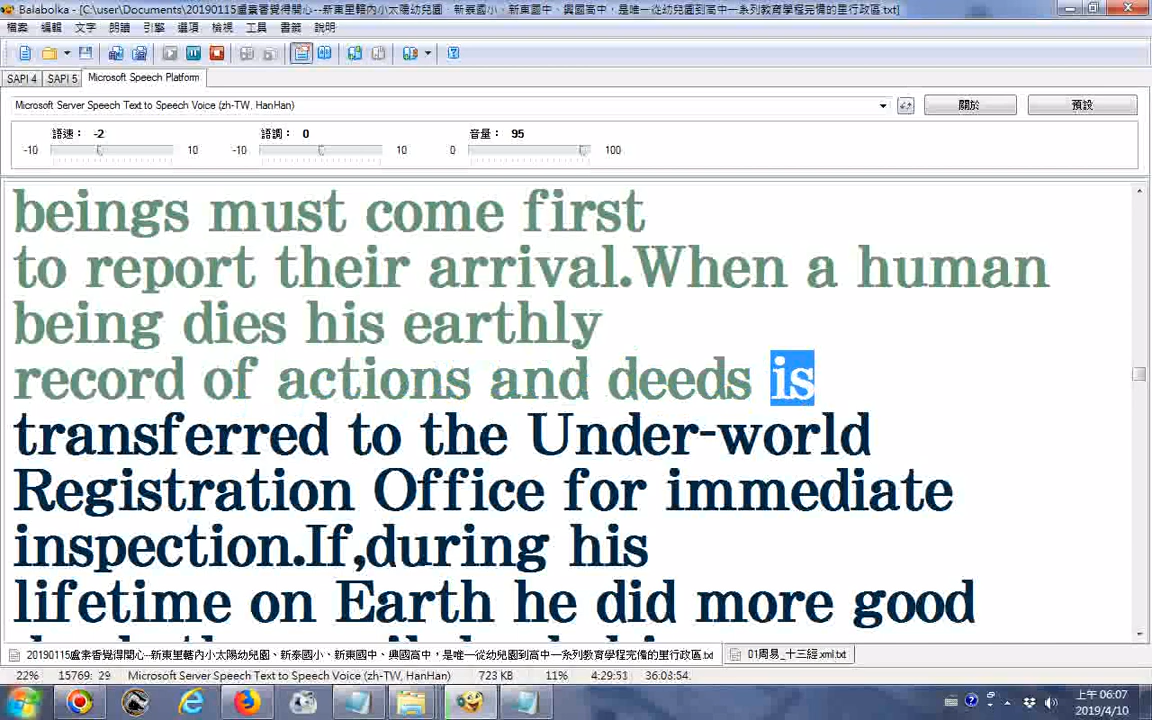 Balabolka - [C:\user\Documents\20190115盧彙香覺得開心--新東里轄內小太陽幼兒園、新泰國小、新東國中、興國高中，是唯一從幼兒園到高中一系列教育學程完備的里行政區.txt]
檔案 編輯 文字 朗讀 引擎 選項 檢視 工具 書籤 說明
SAPI 4 SAPI 5 Microsoft Speech Platform
Microsoft Server Speech Text to Speech Voice (zh-TW, HanHan) 關於 預設
語速： -2 語調： 0 音量： 95
-10 10 -10 10 0 100
beings must come first
to report their arrival.When a human
being dies his earthly
record of actions and deeds is
transferred to the Under-world
Registration Office for immediate
inspection.If,during his
lifetime on Earth he did more good
20190115盧彙香覺得開心--新東里轄內小太陽幼兒園、新泰國小、新東國中、興國高中，是唯一從幼兒園到高中一系列教育學程完備的里行政區.txt 01周易_十三經.xml.txt
22% 15769: 29 Microsoft Server Speech Text to Speech Voice (zh-TW, HanHan) 723 KB 11% 4:29:53 36:03:54.
上午 06:07
2019/4/10